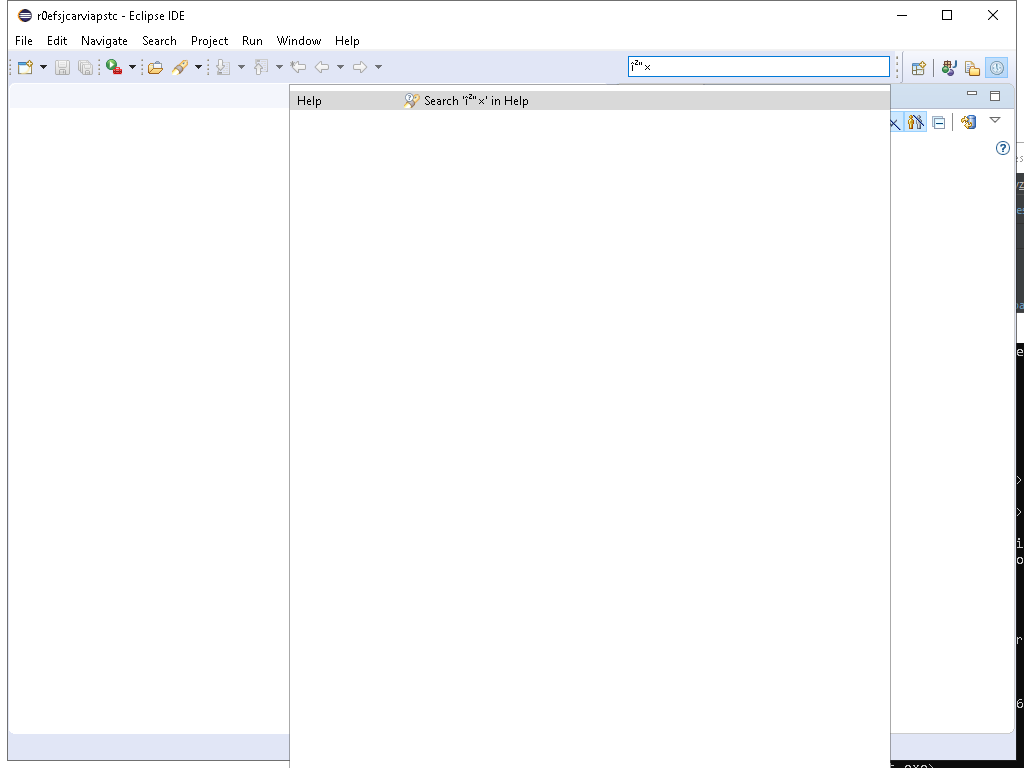 r0efsjcarviapstc - Eclipse IDE
File Edit Navigate Search Project Run Window Help
î²"×
Help Search 'î²"×' in Help